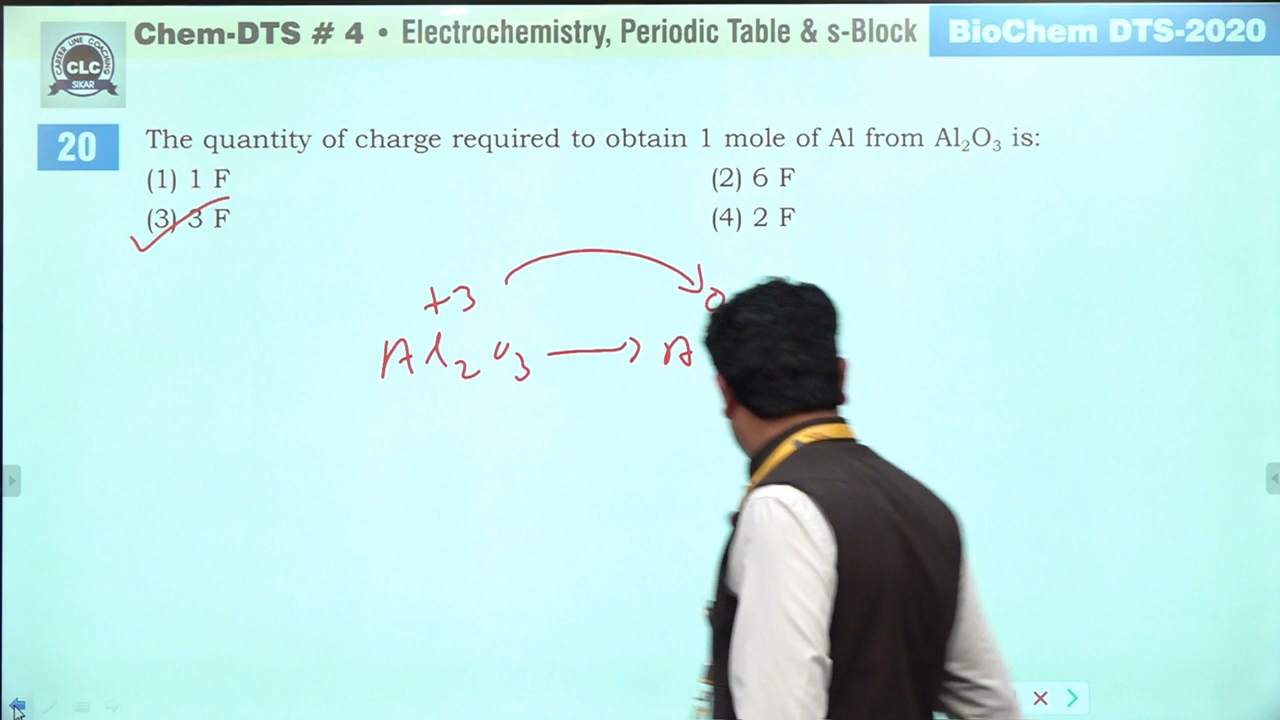 Chem-DTS # 4 • Electrochemistry, Periodic Table & s-Block
BioChem DTS-2020
CAREER LINE COACHING
CLC
SIKAR
20
The quantity of charge required to obtain 1 mole of Al from Al₂O₃ is:
(1) 1 F
(2) 6 F
(3) 3 F
(4) 2 F
+3 0
Al₂O₃ → A